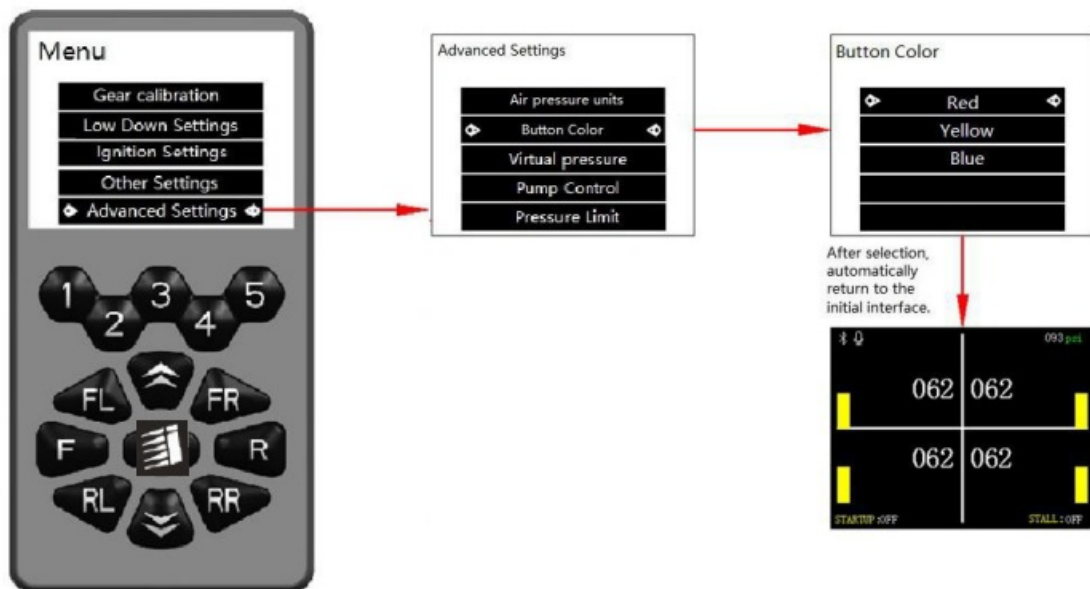 Menu
Gear calibration
Low Down Settings
Ignition Settings
Other Settings
Advanced Settings
1
2
3
4
5
FL
FR
F
R
RL
RR
Advanced Settings
Air pressure units
Button Color
Virtual pressure
Pump Control
Pressure Limit
Button Color
Red
Yellow
Blue
After selection,
automatically
return to the
initial interface.
093 psi
062 062
062 062
STARTUP:OFF STALL:OFF